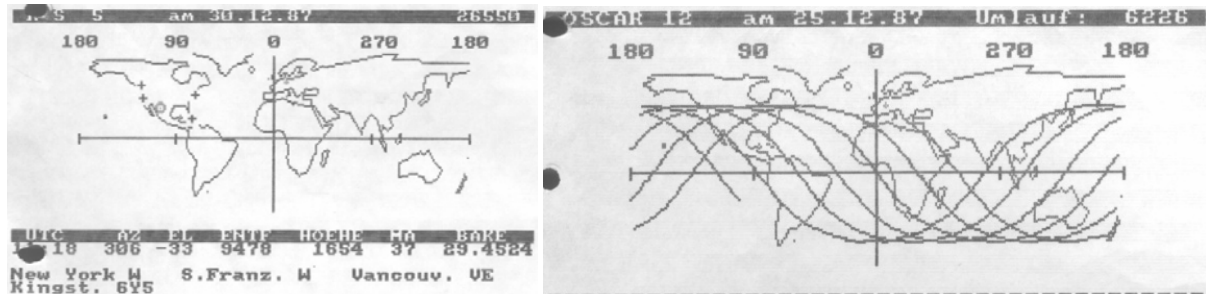 5 am 30.12.87 26550
180 90 0 270 180
UTC AZ EL ENTF HOEHE MA BAKE
306 -33 9478 1654 37 29.4524
New York W S.Franz. W Vancouv. VE
Kingst. 6Y5
OSCAR 12 am 25.12.87 Umlauf: 6226
180 90 0 270 180